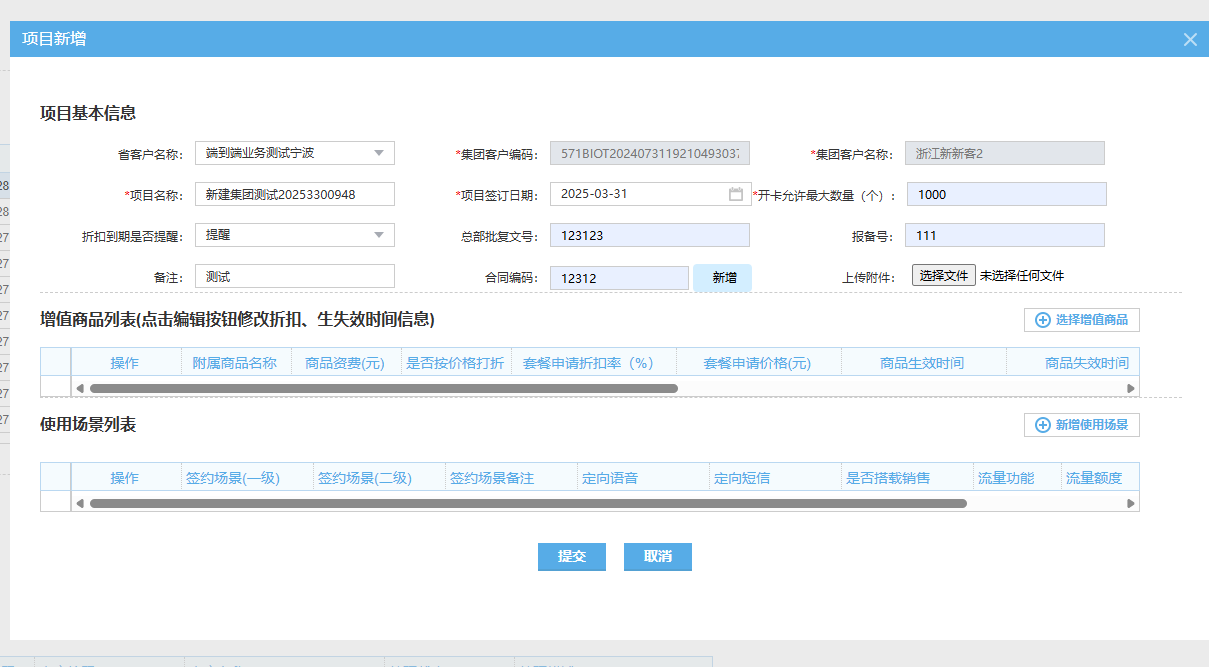 项目新增
项目基本信息
省客户名称： 端到端业务测试宁波 *集团客户编码： 571BIOT2024073119210493037 *集团客户名称： 浙江新新客2
*项目名称： 新建集团测试20253300948 *项目签订日期： 2025-03-31 *开卡允许最大数量（个）： 1000
折扣到期是否提醒： 提醒 总部批复文号： 123123 报备号： 111
备注： 测试 合同编码： 12312 新增 上传附件： 选择文件 未选择任何文件
增值商品列表(点击编辑按钮修改折扣、生失效时间信息) 选择增值商品
操作 附属商品名称 商品资费(元) 是否按价格打折 套餐申请折扣率（%） 套餐申请价格(元) 商品生效时间 商品失效时间
使用场景列表 新增使用场景
操作 签约场景(一级) 签约场景(二级) 签约场景备注 定向语音 定向短信 是否搭载销售 流量功能 流量额度
提交 取消
28
28
27
27
27
27
27
27
27
27